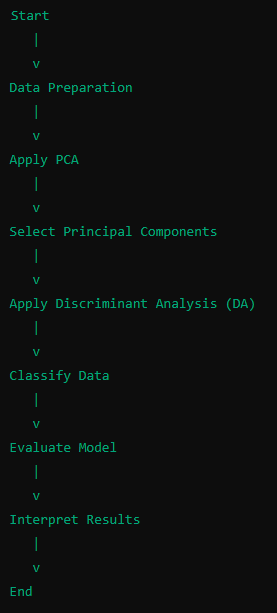 Start
|
v
Data Preparation
|
v
Apply PCA
|
v
Select Principal Components
|
v
Apply Discriminant Analysis (DA)
|
v
Classify Data
|
v
Evaluate Model
|
v
Interpret Results
|
v
End